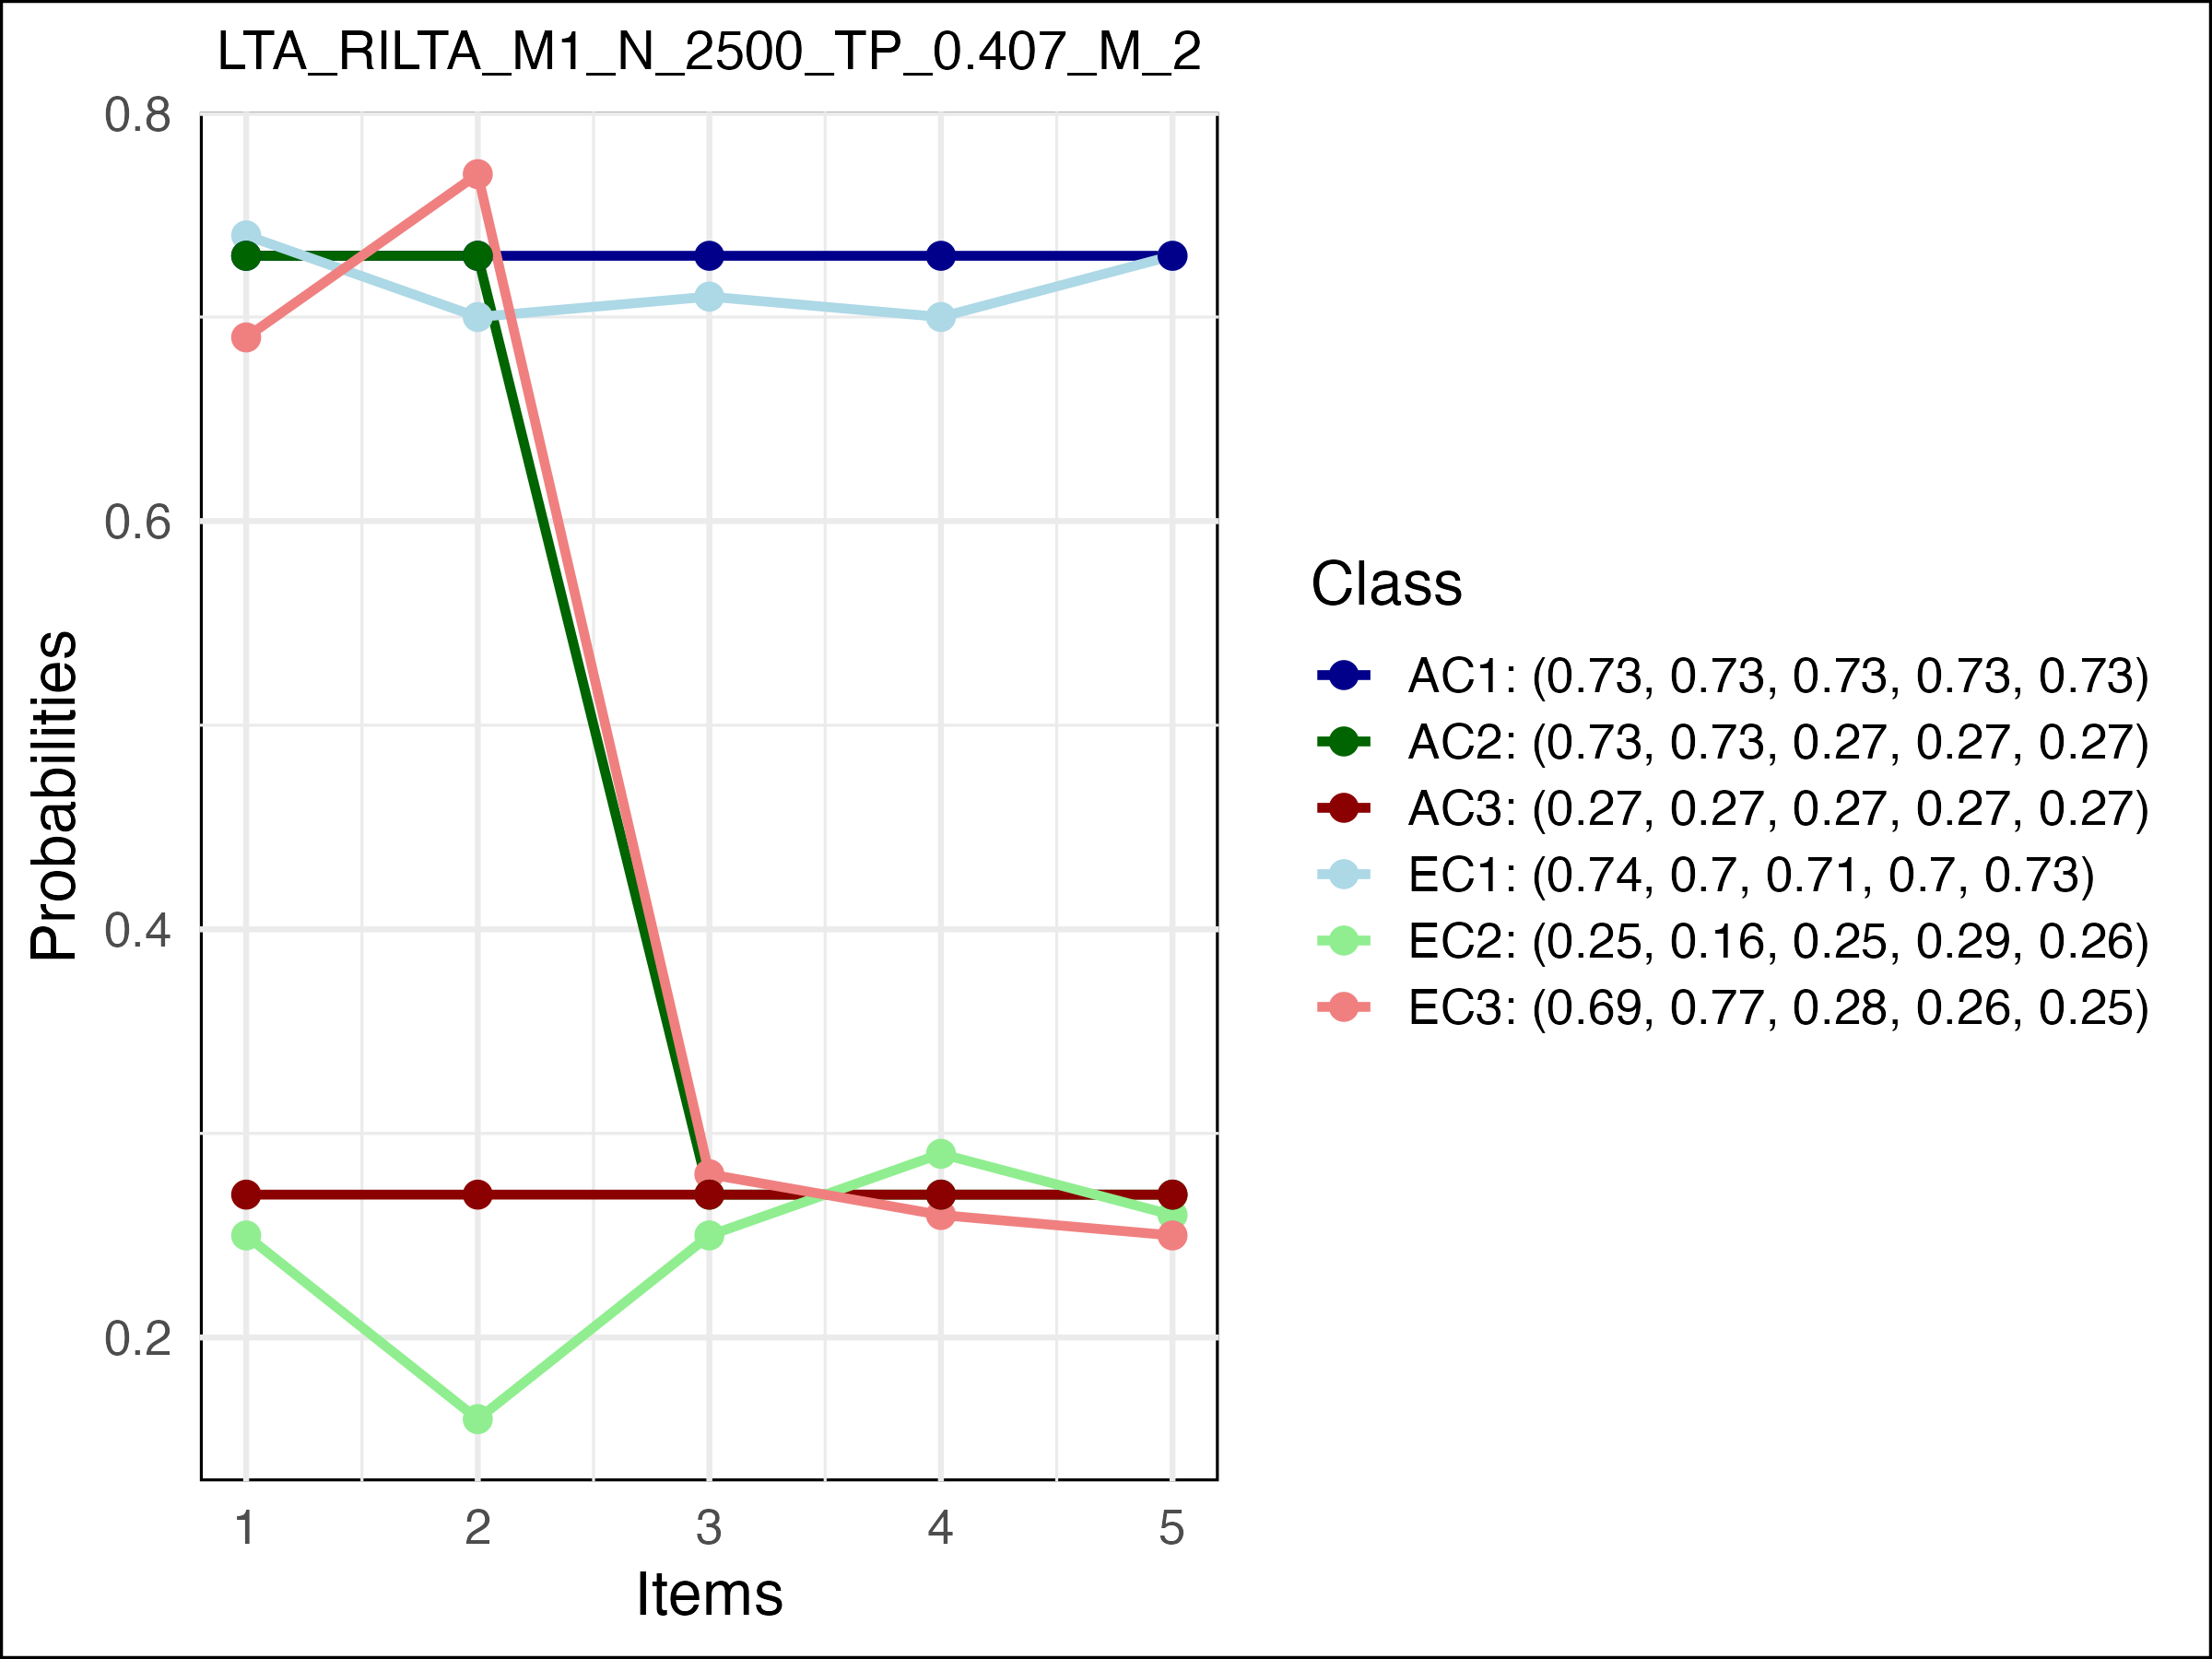 LTA_RILTA_M1_N_2500_TP_0.407_M_2
0.8
0.6
0.4
0.2
Probabilities
1 2 3 4 5
Items
Class
AC1: (0.73, 0.73, 0.73, 0.73, 0.73)
AC2: (0.73, 0.73, 0.27, 0.27, 0.27)
AC3: (0.27, 0.27, 0.27, 0.27, 0.27)
EC1: (0.74, 0.7, 0.71, 0.7, 0.73)
EC2: (0.25, 0.16, 0.25, 0.29, 0.26)
EC3: (0.69, 0.77, 0.28, 0.26, 0.25)